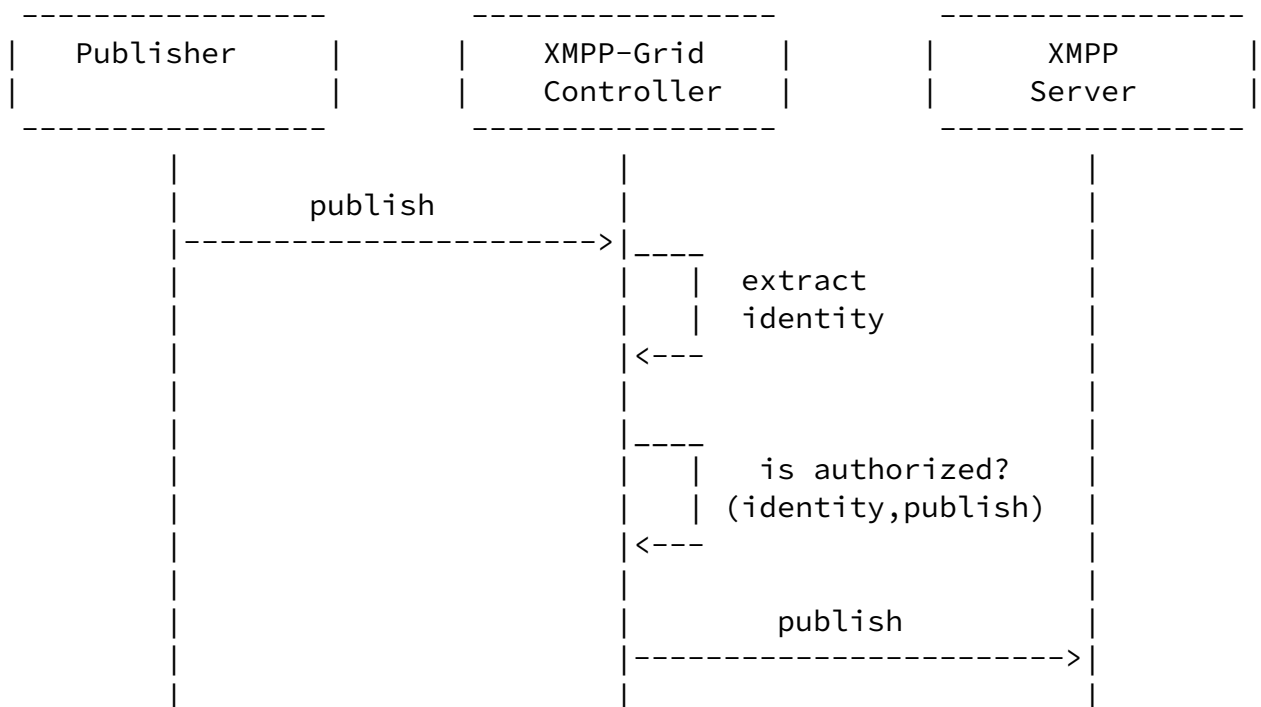 Publisher XMPP-Grid XMPP
Controller Server
publish
extract
identity
is authorized?
(identity,publish)
publish